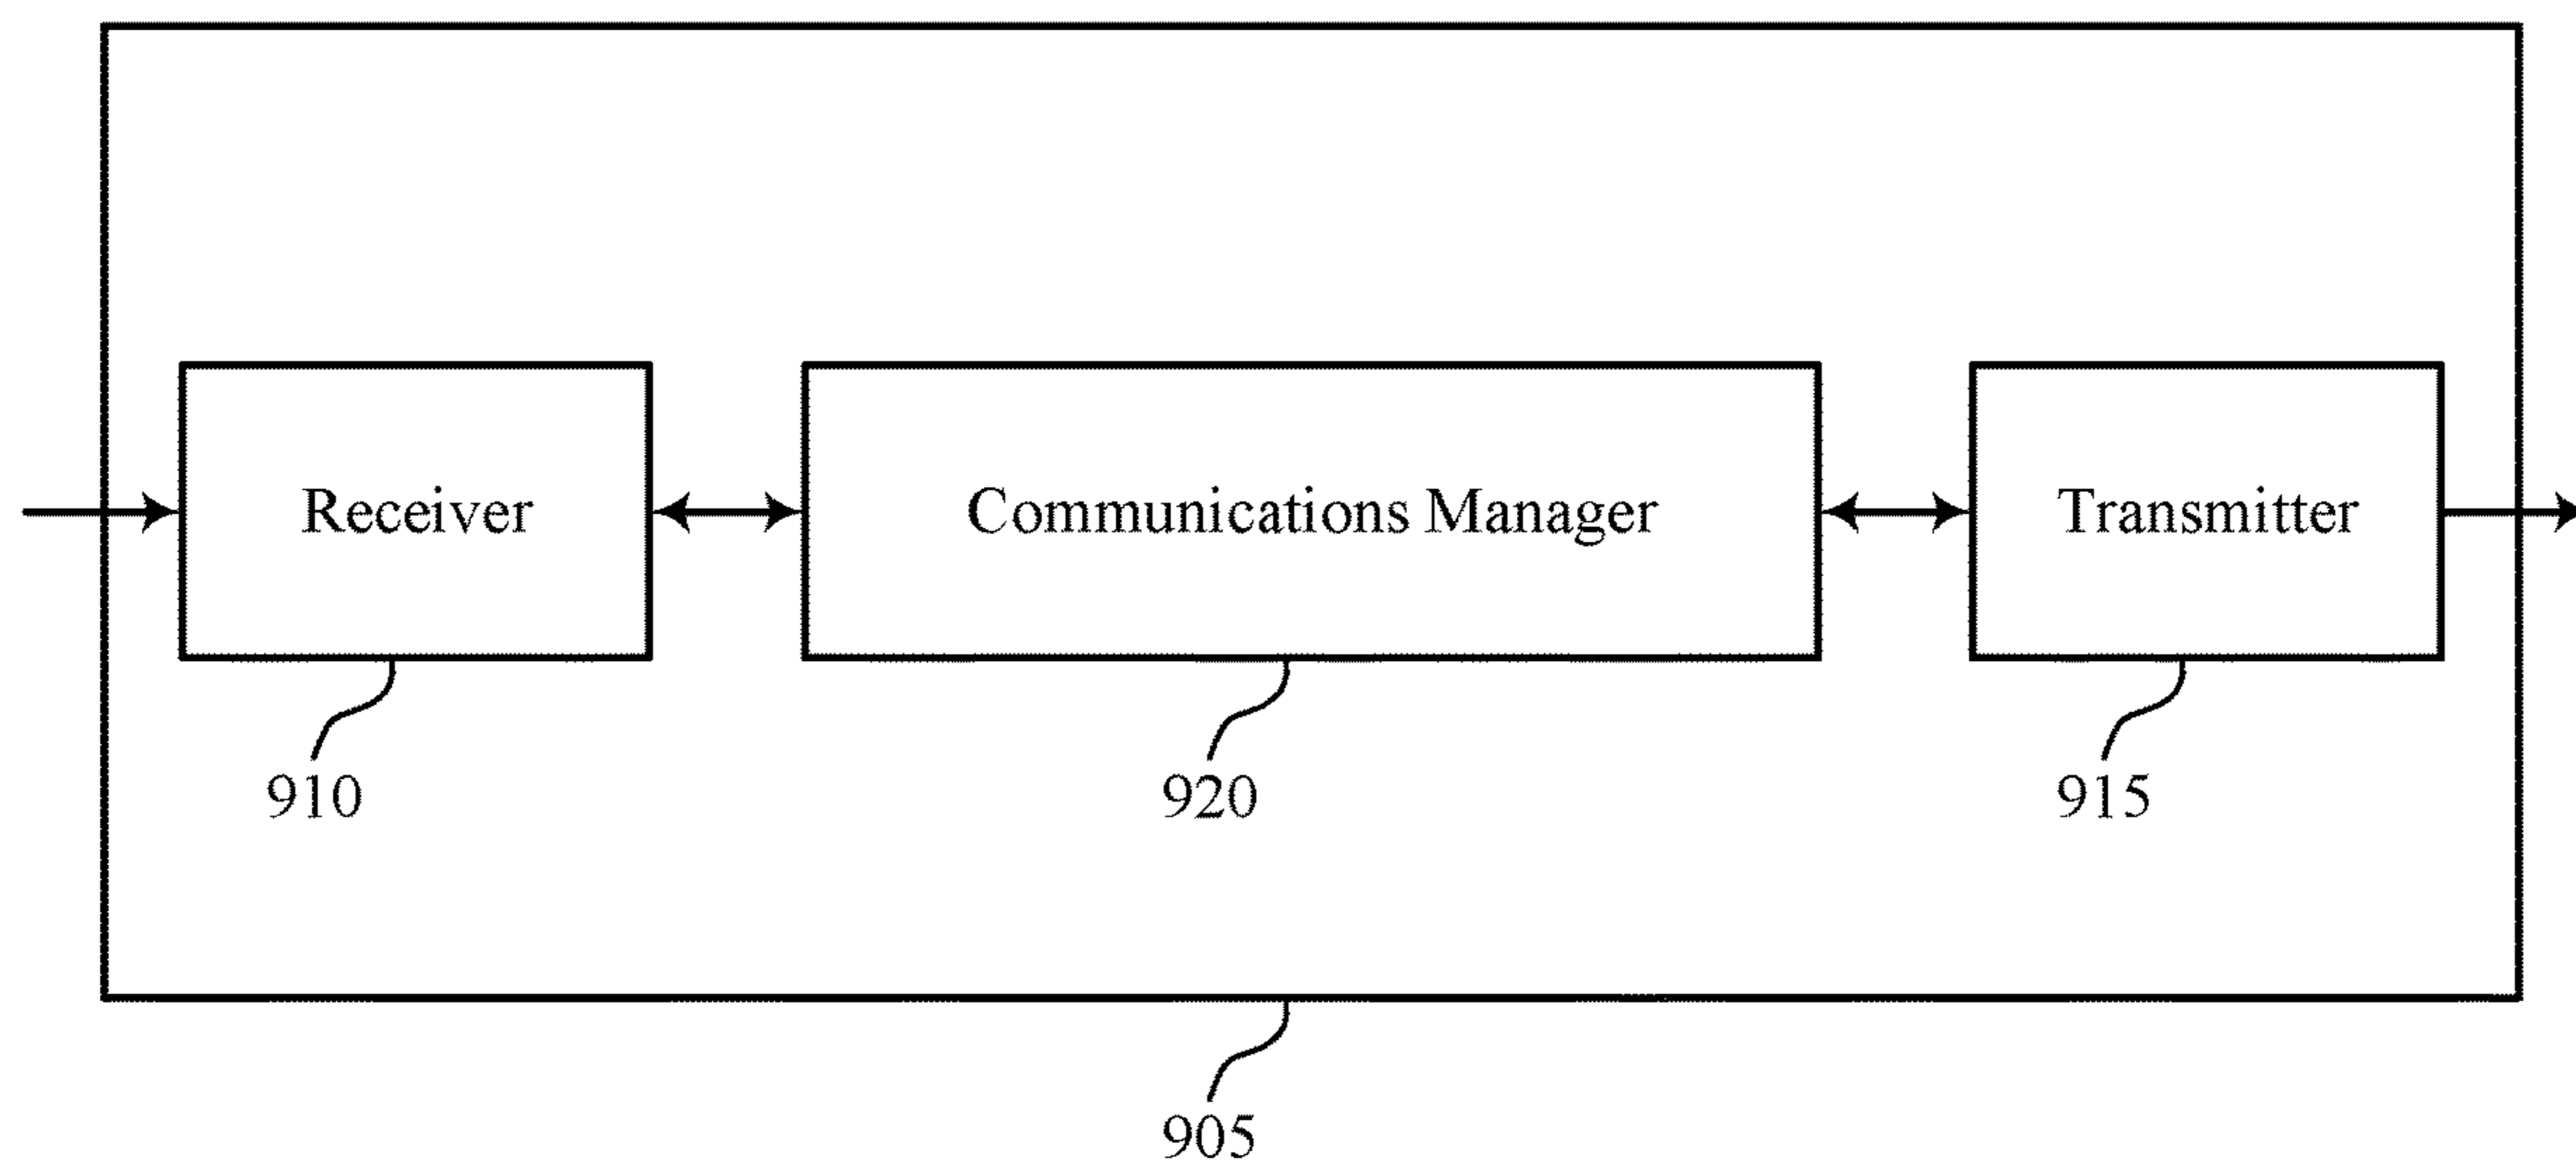 Receiver
Communications Manager
Transmitter
910
920
915
905